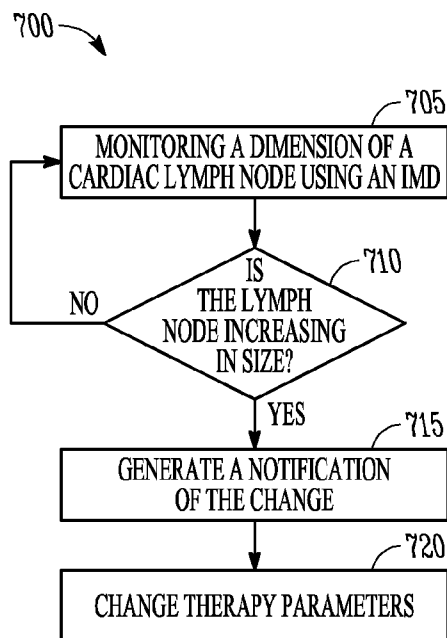 700
705
MONITORING A DIMENSION OF A
CARDIAC LYMPH NODE USING AN IMD
710
IS
THE LYMPH
NODE INCREASING
IN SIZE?
NO
YES
715
GENERATE A NOTIFICATION
OF THE CHANGE
720
CHANGE THERAPY PARAMETERS